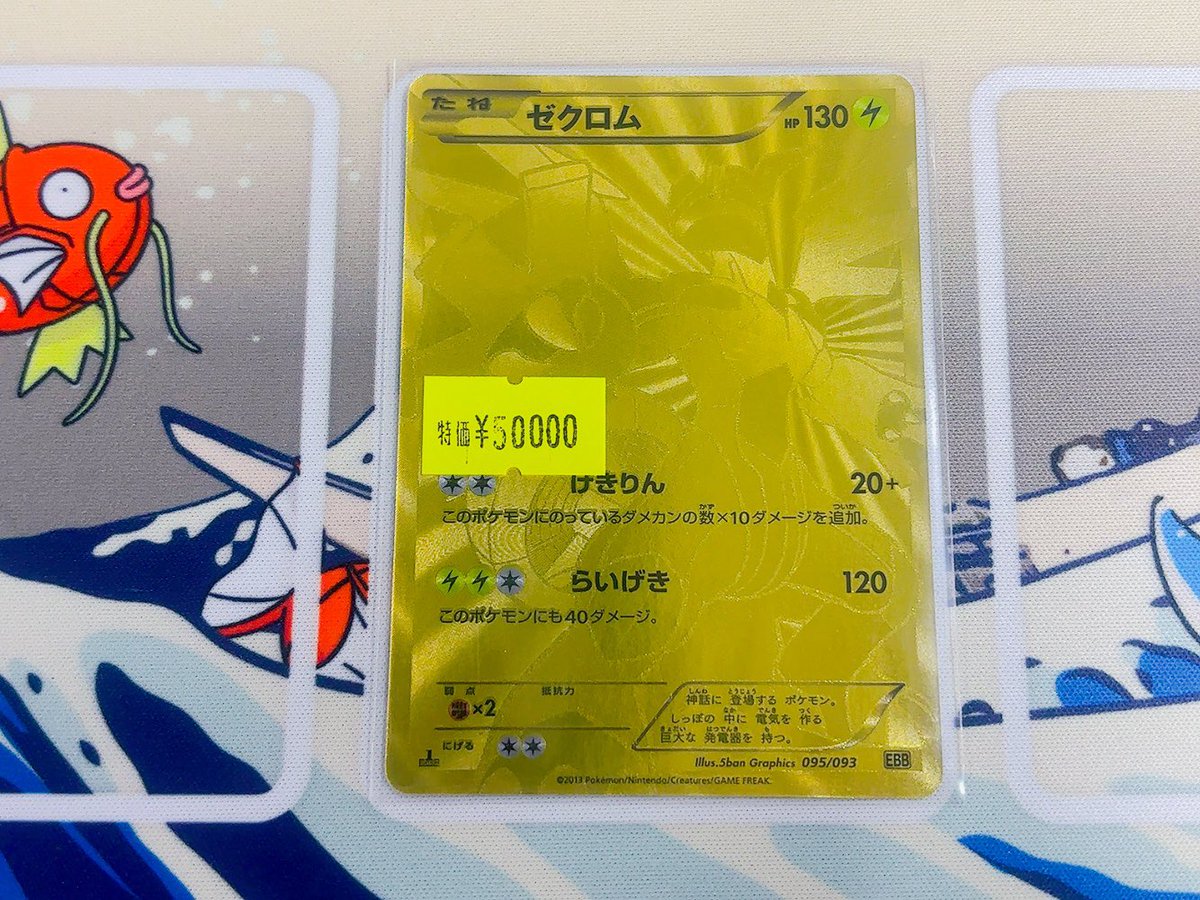 たね ゼクロム HP 130
特価 ¥50000
げきりん 20+
このポケモンにのっているダメカンの数×10ダメージを追加。
らいげき 120
このポケモンにも40ダメージ。
弱点 抵抗力
×2
神話に 登場する ポケモン。
しっぽの 中に 電気を 作る
巨大な 発電器を 持つ。
にげる
Illus.5ban Graphics 095/093 EBB
©2013 Pokémon/Nintendo/Creatures/GAME FREAK.